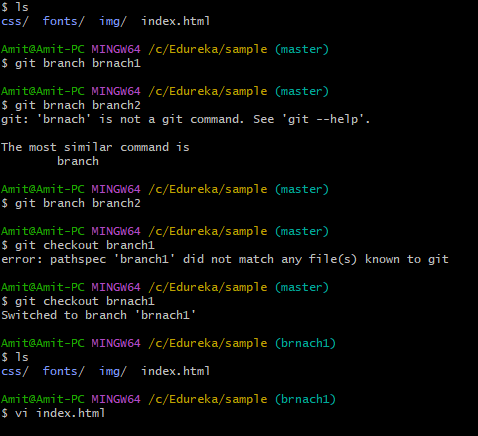 $ ls
css/  fonts/  img/  index.html
Amit@Amit-PC MINGW64 /c/Edureka/sample (master)
$ git branch brnach1
Amit@Amit-PC MINGW64 /c/Edureka/sample (master)
$ git brnach branch2
git: 'brnach' is not a git command. See 'git --help'.
The most similar command is
        branch
Amit@Amit-PC MINGW64 /c/Edureka/sample (master)
$ git branch branch2
Amit@Amit-PC MINGW64 /c/Edureka/sample (master)
$ git checkout branch1
error: pathspec 'branch1' did not match any file(s) known to git
Amit@Amit-PC MINGW64 /c/Edureka/sample (master)
$ git checkout brnach1
Switched to branch 'brnach1'
Amit@Amit-PC MINGW64 /c/Edureka/sample (brnach1)
$ ls
css/  fonts/  img/  index.html
Amit@Amit-PC MINGW64 /c/Edureka/sample (brnach1)
$ vi index.html